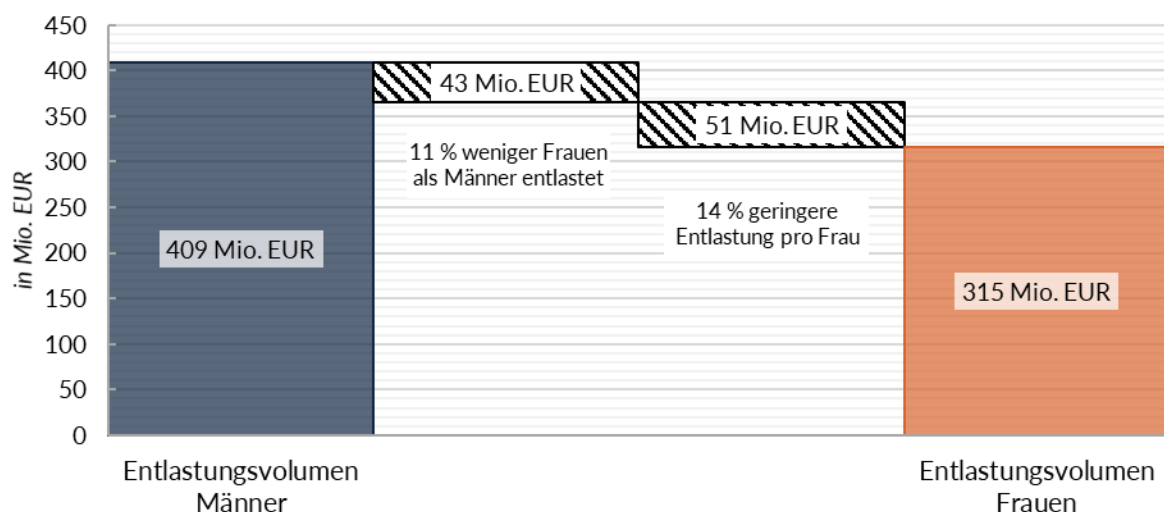 in Mio. EUR
450
400
350
300
250
200
150
100
50
0
409 Mio. EUR
43 Mio. EUR
11 % weniger Frauen
als Männer entlastet
51 Mio. EUR
14 % geringere
Entlastung pro Frau
315 Mio. EUR
Entlastungsvolumen
Männer
Entlastungsvolumen
Frauen